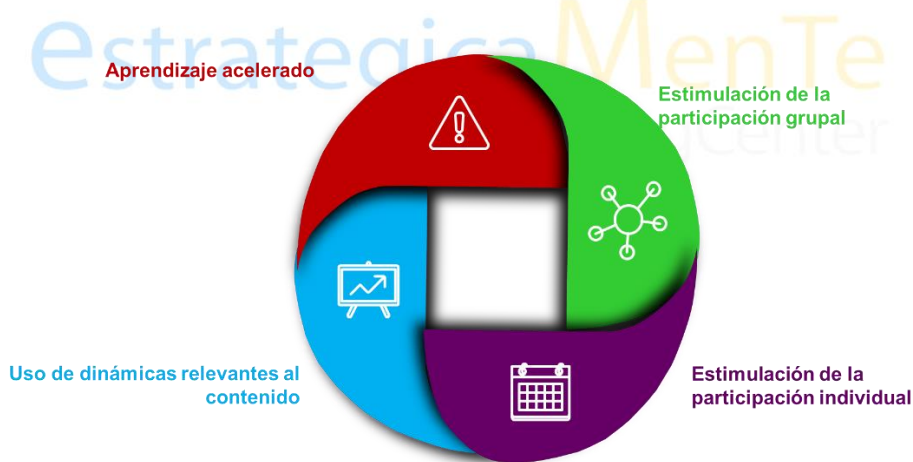 estrategicaMenTe
Center
Aprendizaje acelerado
Estimulación de la
participación grupal
Uso de dinámicas relevantes al
contenido
Estimulación de la
participación individual